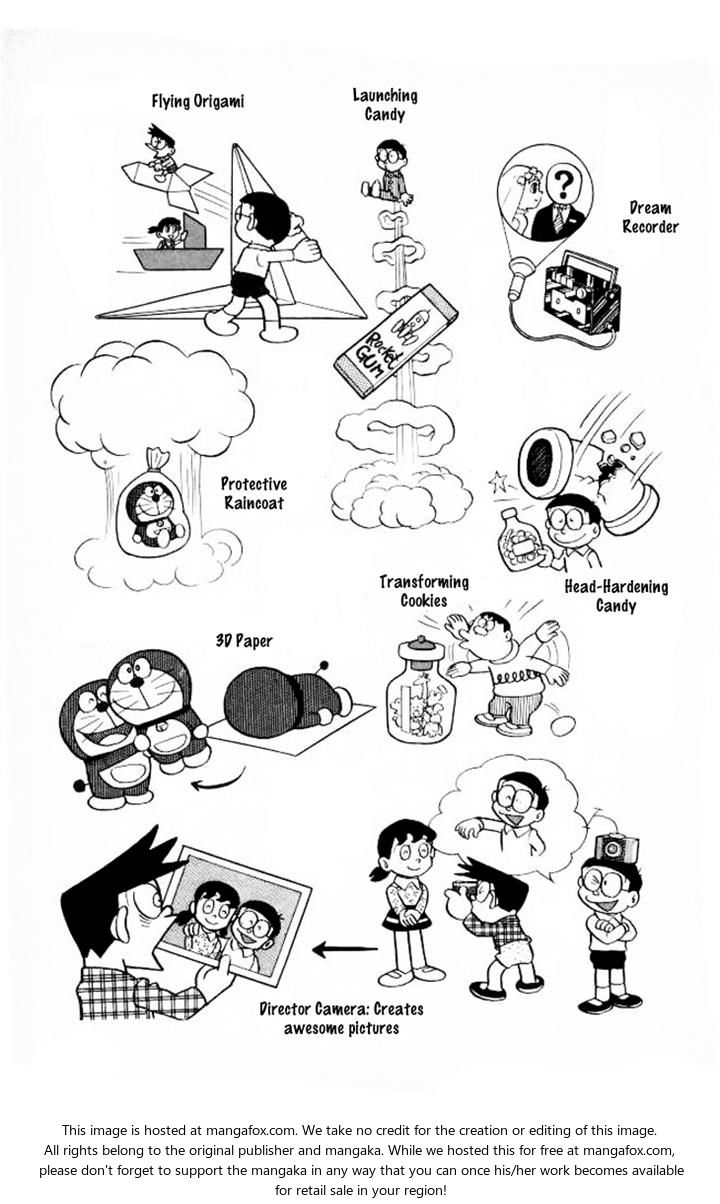 Flying Origami
Launching
Candy
?
Dream
Recorder
Rocket
GUM
Protective
Raincoat
Transforming
Cookies
Head-Hardening
Candy
3D Paper
Director Camera: Creates
awesome pictures
This image is hosted at mangafox.com. We take no credit for the creation or editing of this image.
All rights belong to the original publisher and mangaka. While we hosted this for free at mangafox.com,
please don't forget to support the mangaka in any way that you can once his/her work becomes available
for retail sale in your region!